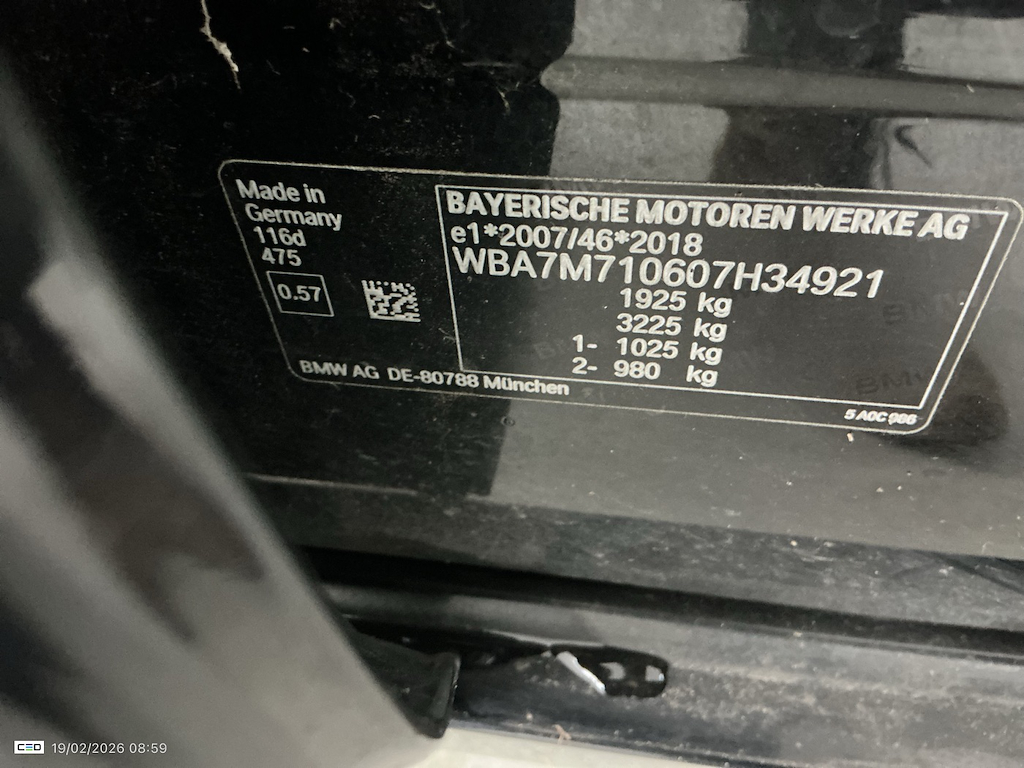 Made in
Germany
116d
475
0.57
BMW AG DE-80788 München
BAYERISCHE MOTOREN WERKE AG
e1*2007/46*2018
WBA7M710607H34921
1925 kg
3225 kg
1- 1025 kg
2- 980 kg
5 A0C 986
CEO 19/02/2026 08:59